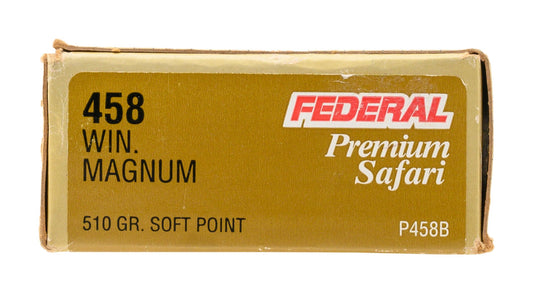 458
WIN.
MAGNUM
510 GR. SOFT POINT
FEDERAL
Premium
Safari
P458B